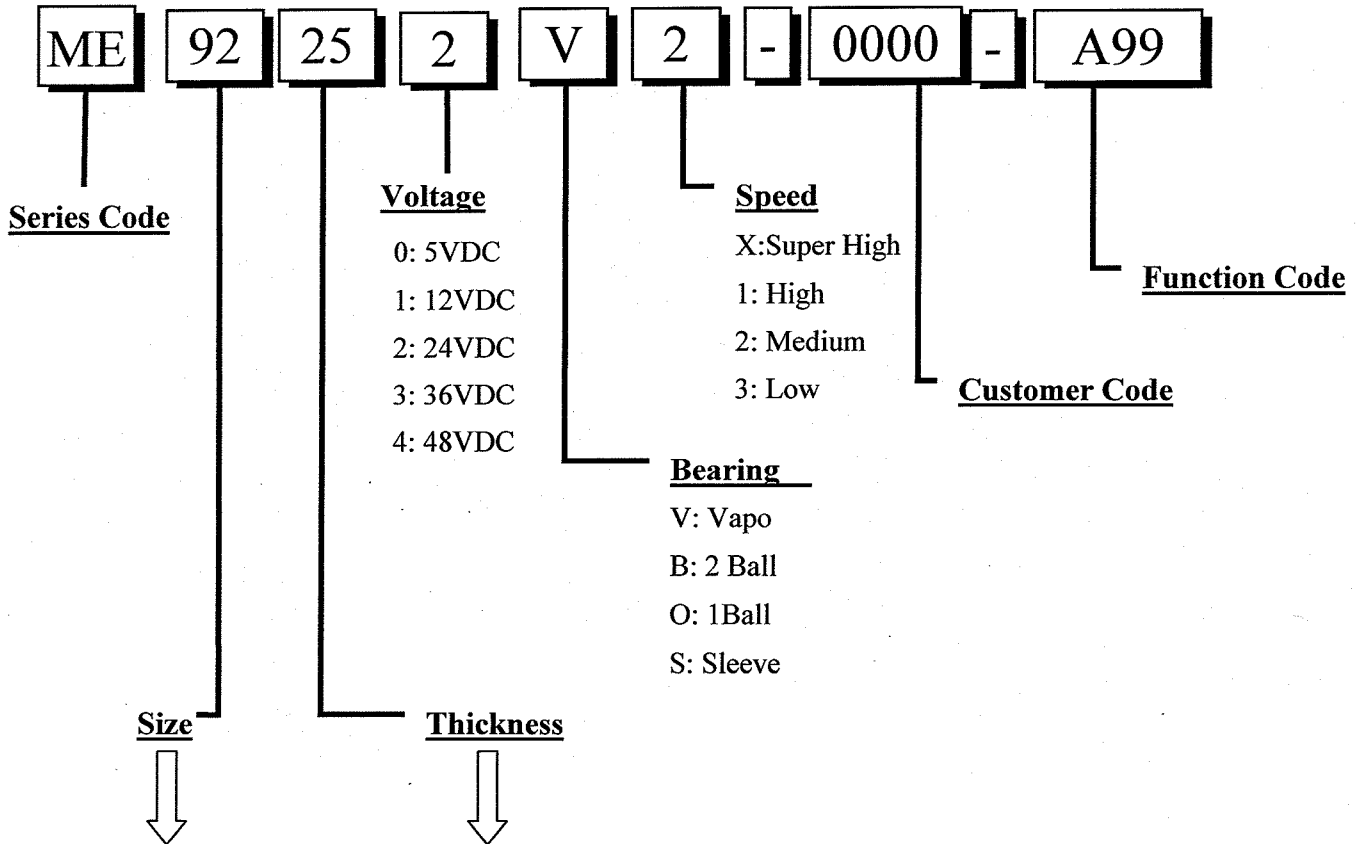 ME 92 25 2 V 2 - 0000 - A99
Series Code
Voltage
0: 5VDC
1: 12VDC
2: 24VDC
3: 36VDC
4: 48VDC
Speed
X:Super High
1: High
2: Medium
3: Low
Function Code
Customer Code
Bearing
V: Vapo
B: 2 Ball
O: 1Ball
S: Sleeve
Size
Thickness